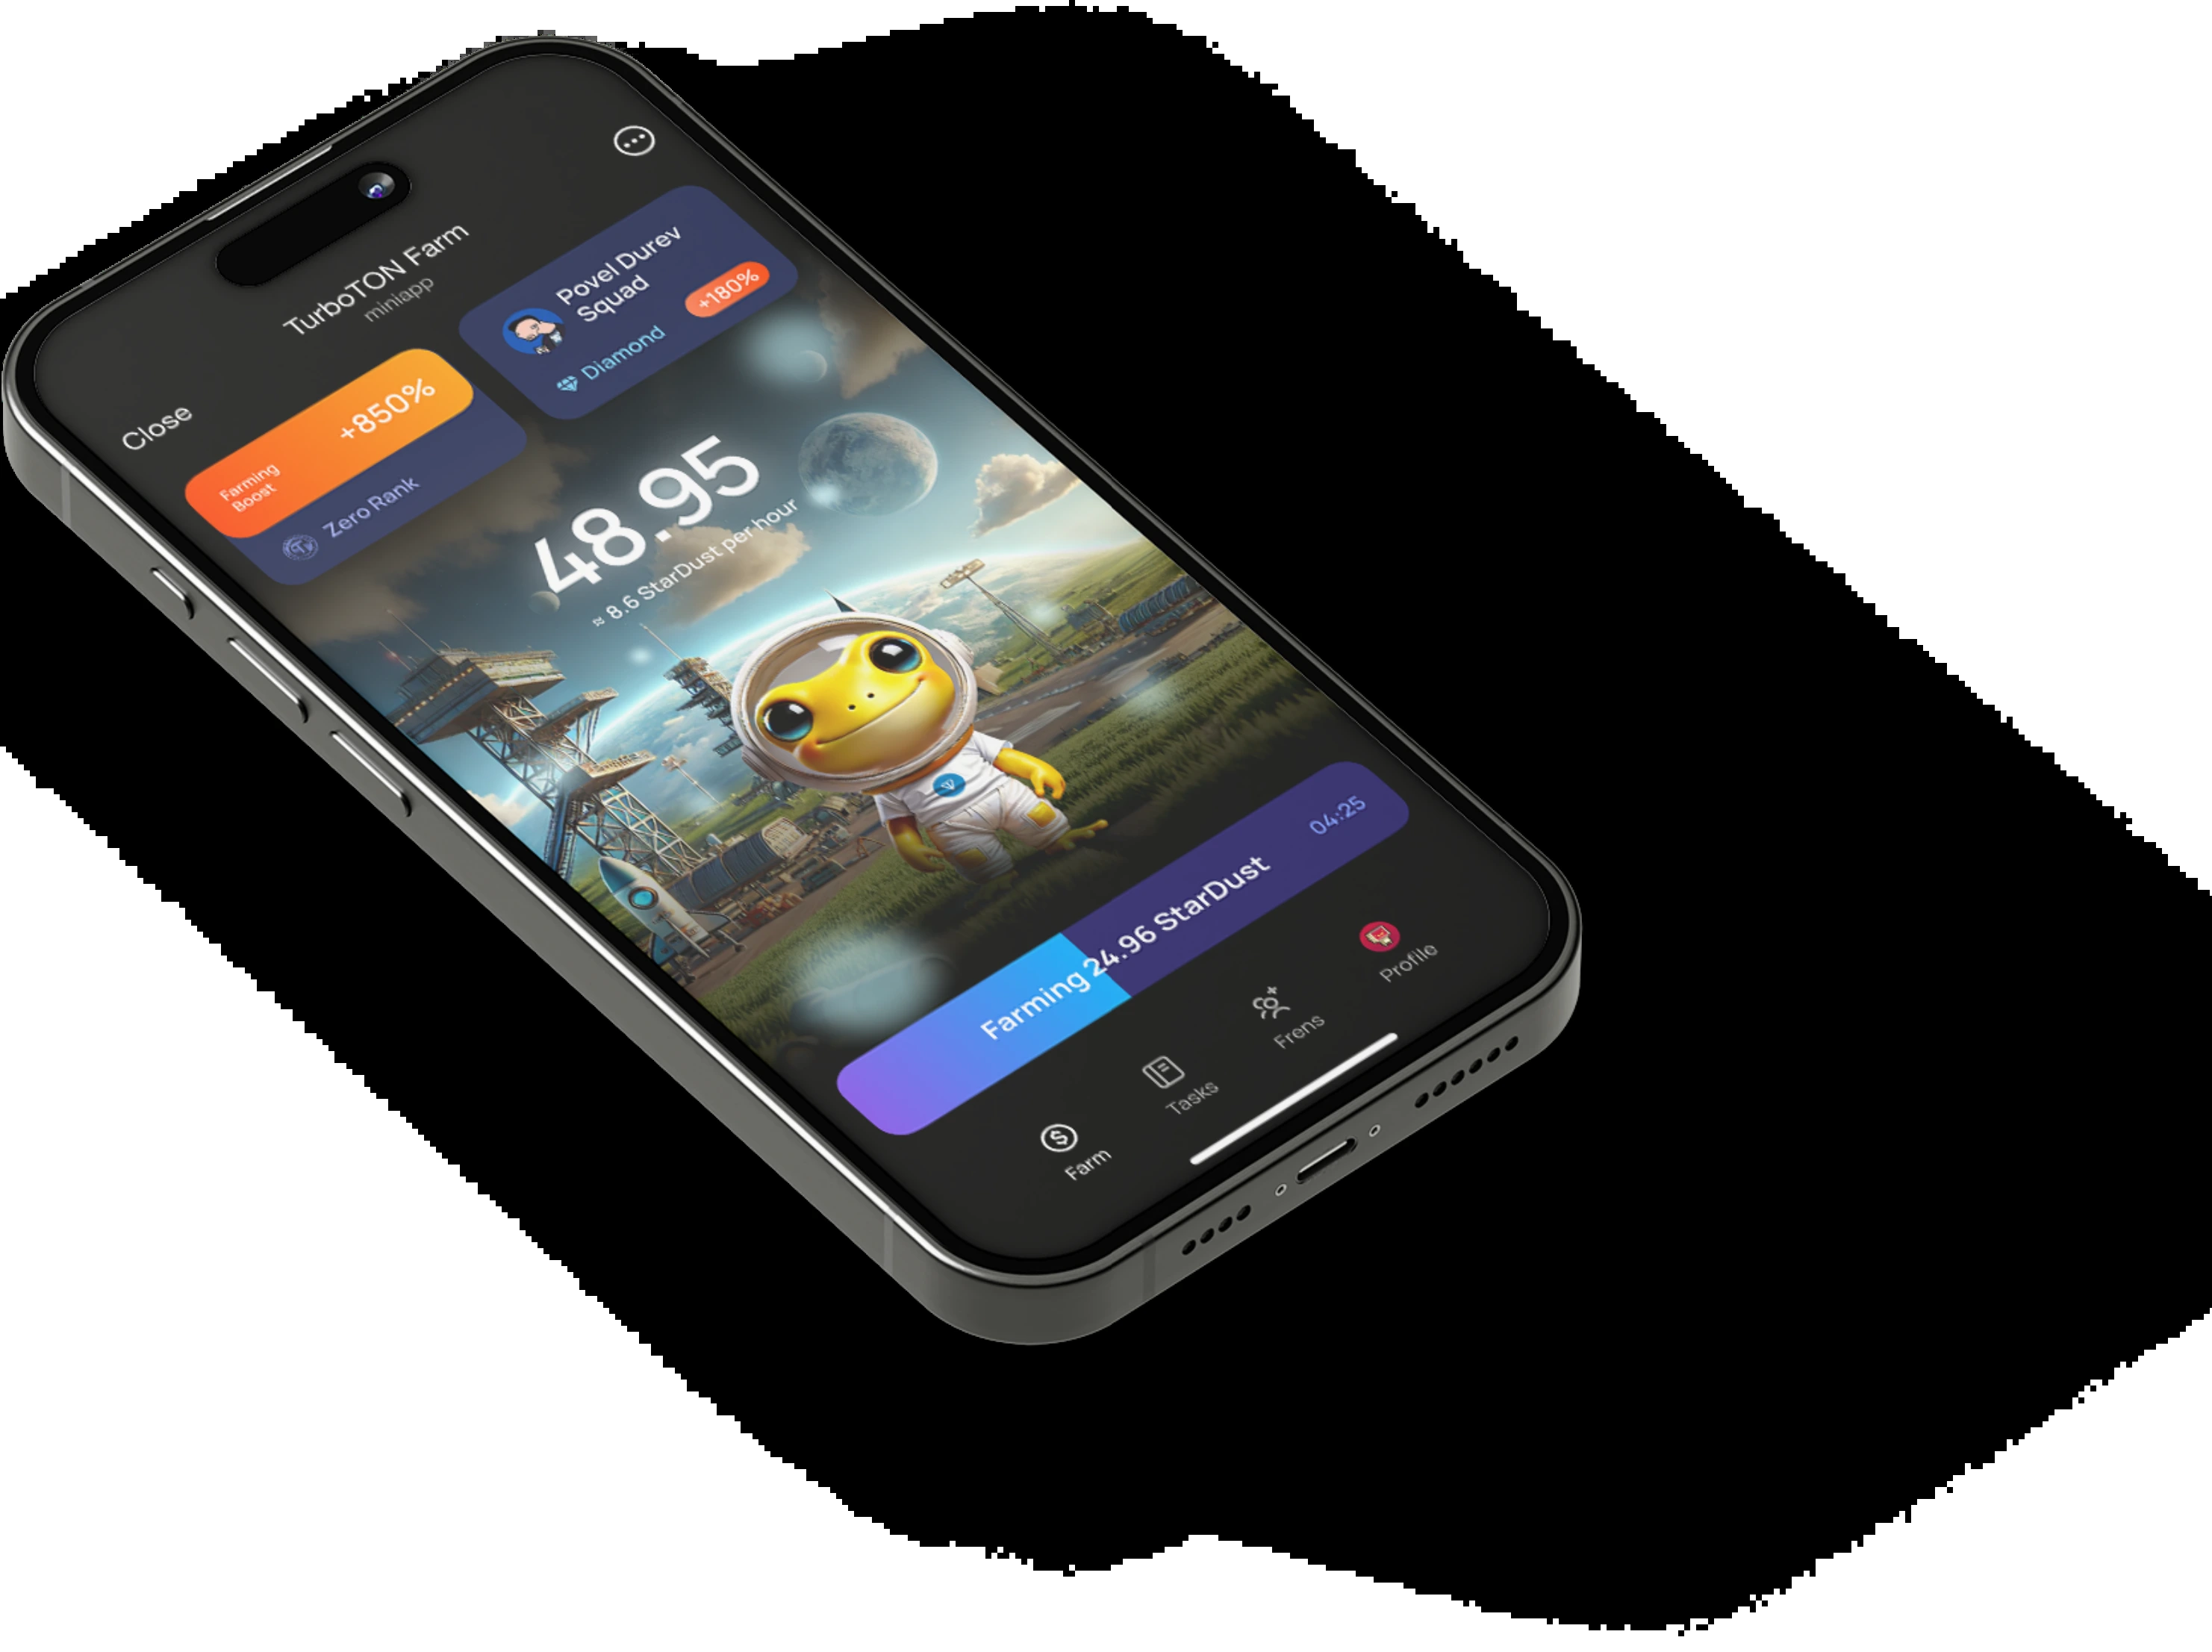 TurboTON Farm
miniapp
Close
Farming
Boost
+850%
Zero Rank
Povel Durev
Squad
Diamond
+180%
48.95
≈ 8.6 StarDust per hour
Farming 24.96 StarDust
04:25
Farm
Tasks
Frens
Profile